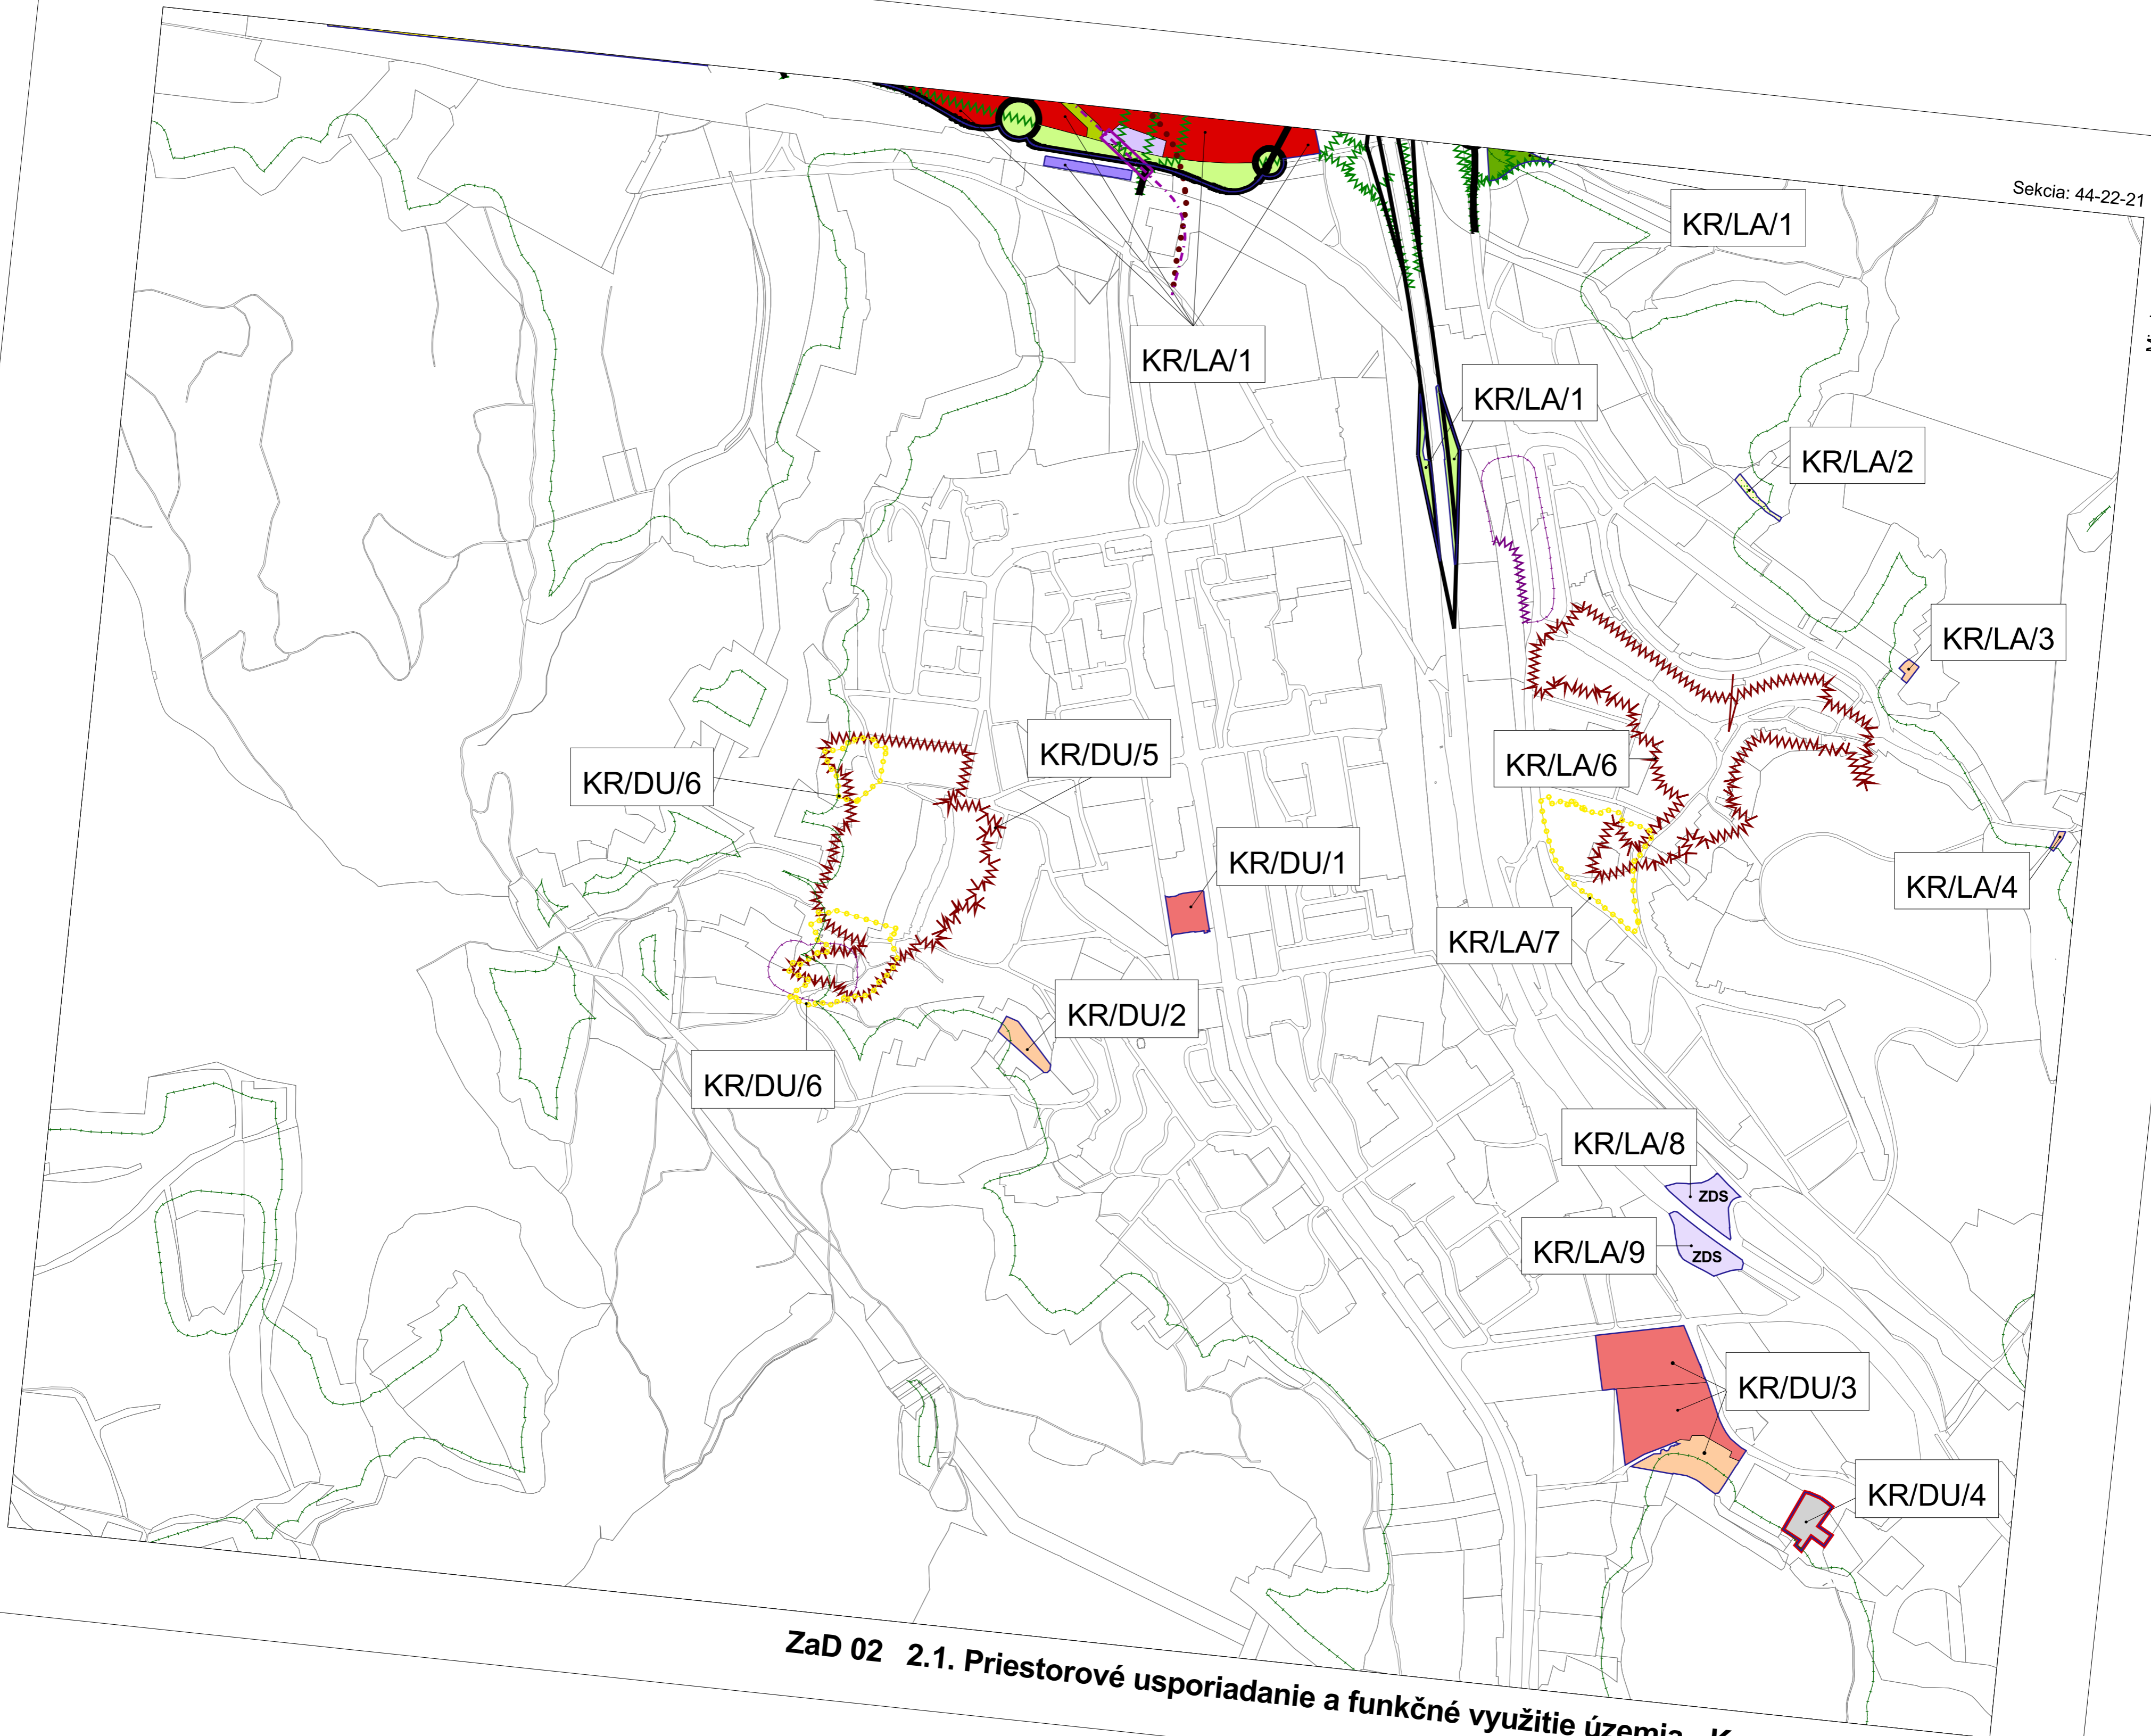 Sekcia: 44-22-21
KR/LA/1
KR/LA/1
KR/LA/1
KR/LA/2
KR/LA/3
KR/DU/5
KR/LA/6
KR/DU/6
KR/DU/1
KR/LA/4
KR/LA/7
KR/DU/2
KR/DU/6
KR/LA/8
ZDS
KR/LA/9
ZDS
KR/DU/3
KR/DU/4
ZaD 02 2.1. Priestorové usporiadanie a funkčné využitie územia